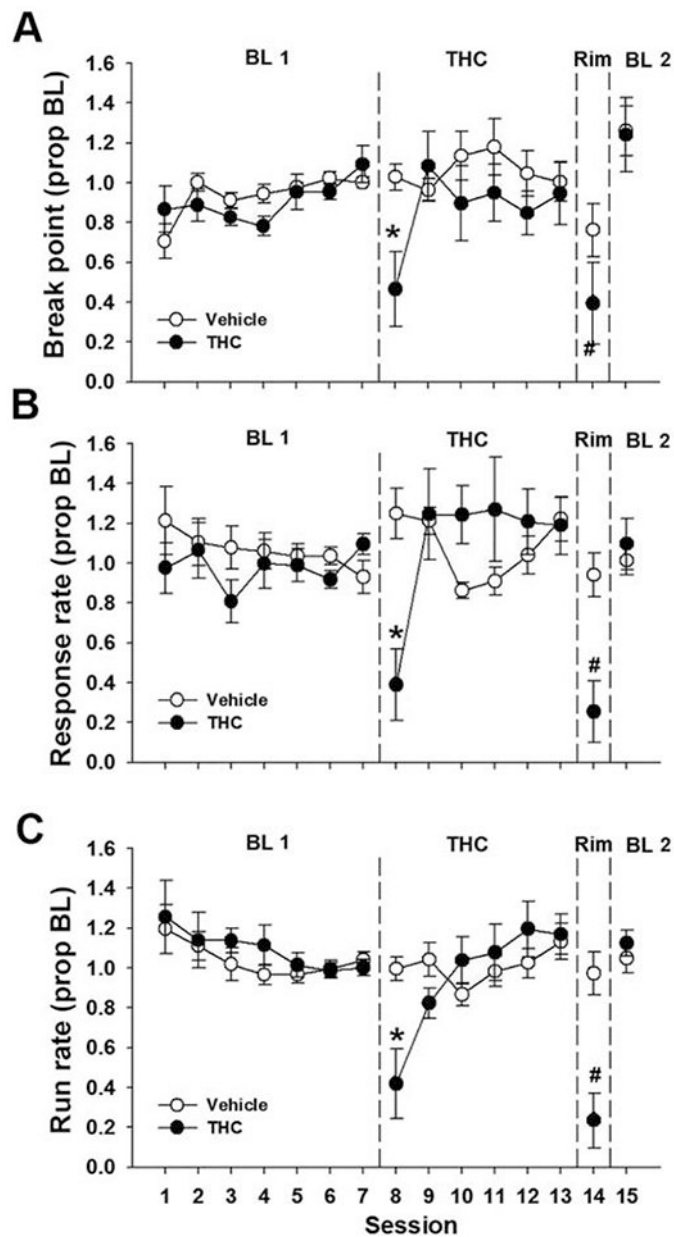 A
BL 1 THC Rim BL 2
1.6
1.4
1.2
1.0
0.8
0.6
0.4
0.2
0.0
Break point (prop BL)
*
#
Vehicle
THC
B
BL 1 THC Rim BL 2
1.6
1.4
1.2
1.0
0.8
0.6
0.4
0.2
0.0
Response rate (prop BL)
*
#
Vehicle
THC
C
BL 1 THC Rim BL 2
1.6
1.4
1.2
1.0
0.8
0.6
0.4
0.2
0.0
Run rate (prop BL)
*
#
Vehicle
THC
1 2 3 4 5 6 7 8 9 10 11 12 13 14 15
Session